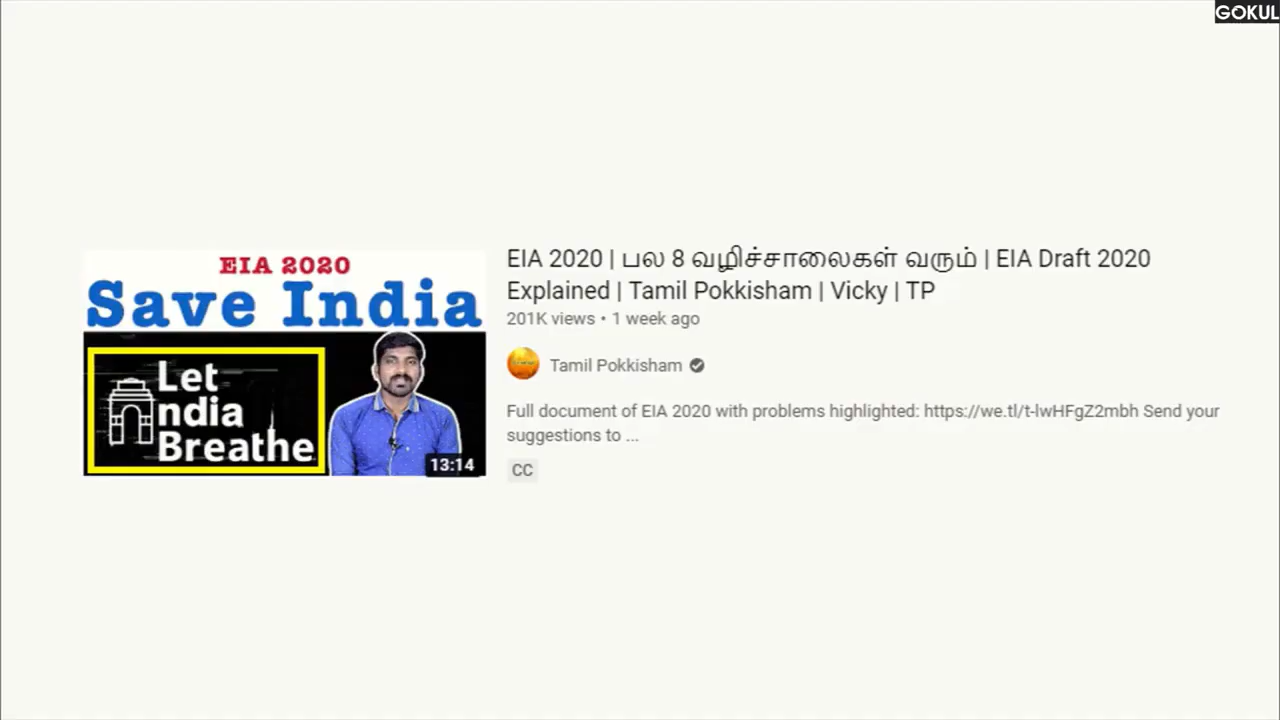 GOKUL
EIA 2020
Save India
Let
ndia
Breathe
13:14
EIA 2020 | பல 8 வழிச்சாலைகள் வரும் | EIA Draft 2020
Explained | Tamil Pokkisham | Vicky | TP
201K views • 1 week ago
Tamil Pokkisham
Full document of EIA 2020 with problems highlighted: https://we.tl/t-lwHFgZ2mbh Send your
suggestions to ...
CC